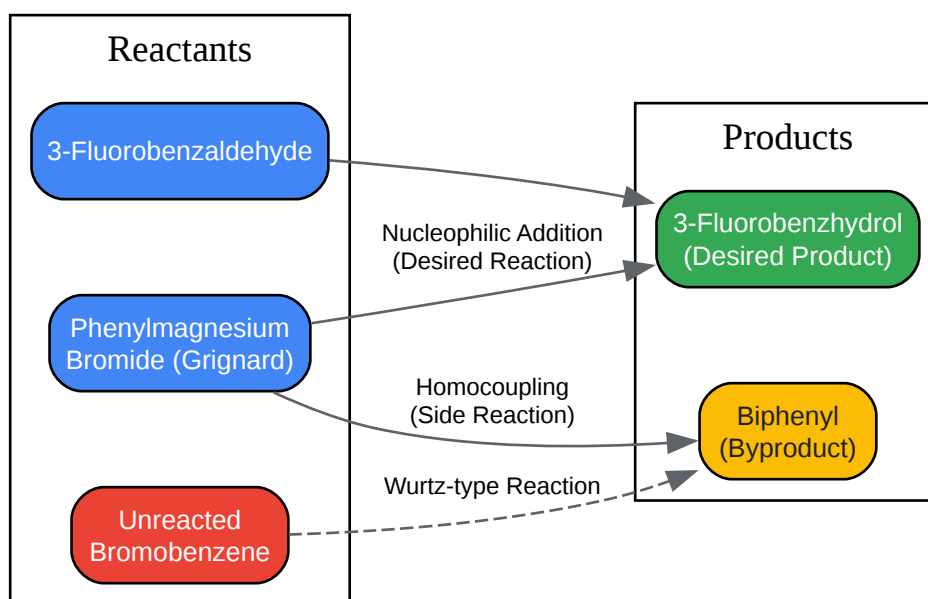 Reactants
3-Fluorobenzaldehyde
Phenylmagnesium
Bromide (Grignard)
Unreacted
Bromobenzene
Nucleophilic Addition
(Desired Reaction)
Homocoupling
(Side Reaction)
Wurtz-type Reaction
Products
3-Fluorobenzhydrol
(Desired Product)
Biphenyl
(Byproduct)